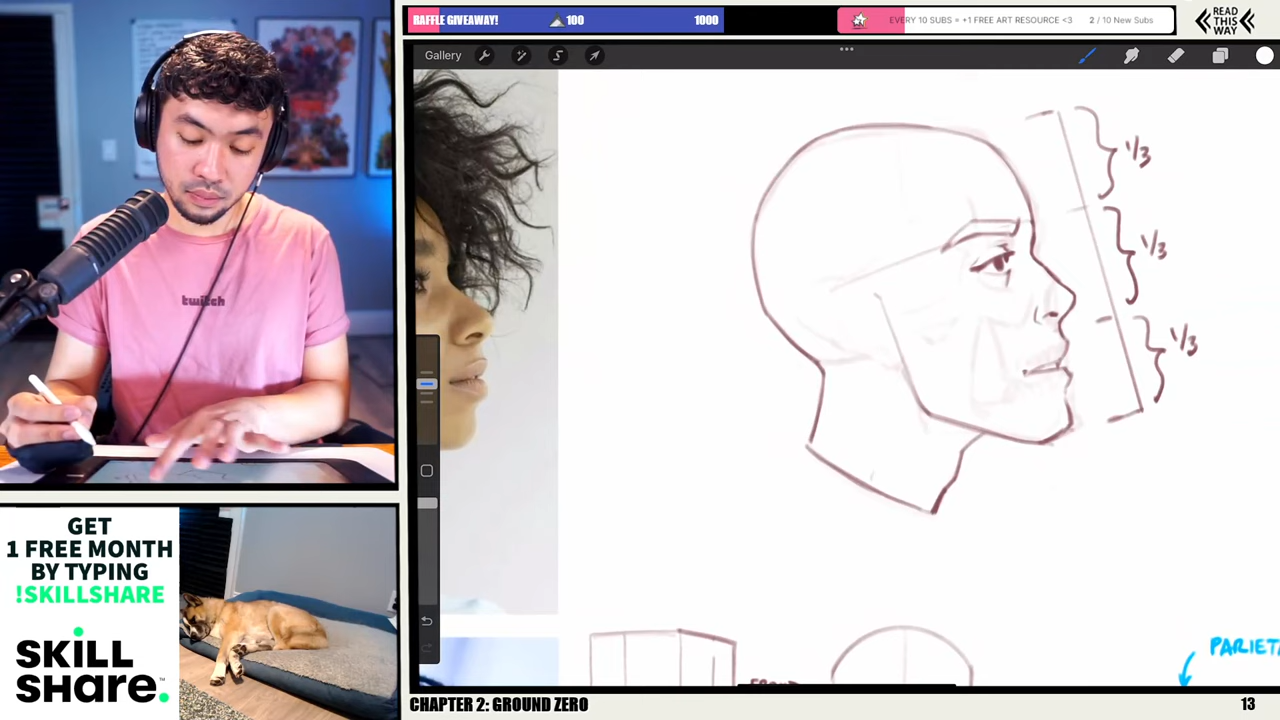 RAFFLE GIVEAWAY!
100
1000
EVERY 10 SUBS = +1 FREE ART RESOURCE <3
2 / 10 New Subs
READ
THIS
WAY
Gallery
1/3
1/3
1/3
twitch
GET
1 FREE MONTH
BY TYPING
!SKILLSHARE
SKILL
SHARE.
CHAPTER 2: GROUND ZERO
13